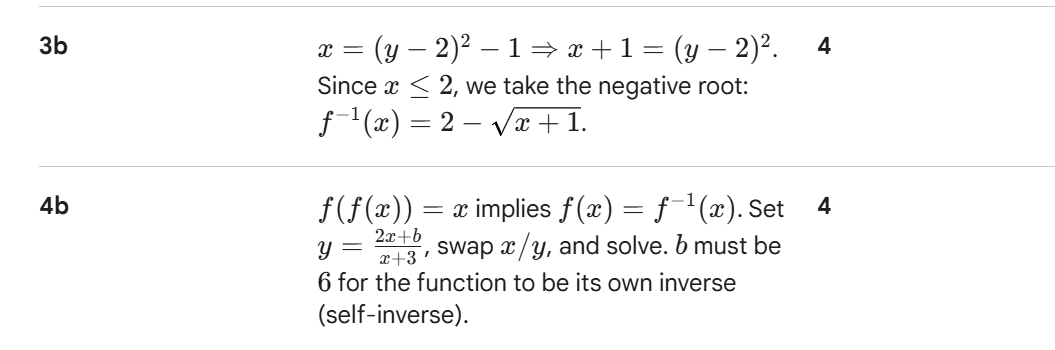 3b x = (y − 2)² − 1 ⇒ x + 1 = (y − 2)². 4
Since x ≤ 2, we take the negative root:
f⁻¹(x) = 2 − √(x + 1).
4b f(f(x)) = x implies f(x) = f⁻¹(x). Set 4
y = (2x+b)/(x+3), swap x/y, and solve. b must be
6 for the function to be its own inverse
(self-inverse).